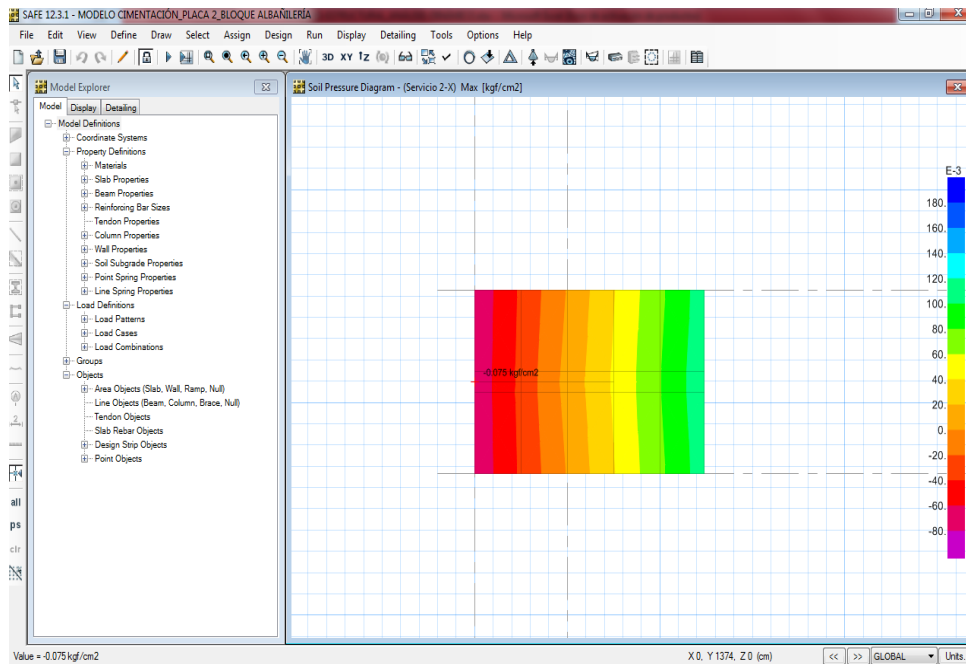 SAFE 12.3.1 - MODELO CIMENTACIÓN_PLACA 2_BLOQUE ALBAÑILERÍA
File Edit View Define Draw Select Assign Design Run Display Detailing Tools Options Help
3D XY
Model Explorer
Model Display Detailing
Model Definitions
Coordinate Systems
Property Definitions
Materials
Slab Properties
Beam Properties
Reinforcing Bar Sizes
Tendon Properties
Column Properties
Wall Properties
Soil Subgrade Properties
Point Spring Properties
Line Spring Properties
Load Definitions
Load Patterns
Load Cases
Load Combinations
Groups
Objects
Area Objects (Slab, Wall, Ramp, Null)
Line Objects (Beam, Column, Brace, Null)
Tendon Objects
Slab Rebar Objects
Design Strip Objects
Point Objects
all
ps
clr
Soil Pressure Diagram - (Servicio 2-X) Max [kgf/cm2]
-0.075 kgf/cm2
E-3
180.
160.
140.
120.
100.
80.
60.
40.
20.
0.
-20.
-40.
-60.
-80.
Value = -0.075 kgf/cm2
X 0, Y 1374, Z 0 (cm)
<< >> GLOBAL Units.